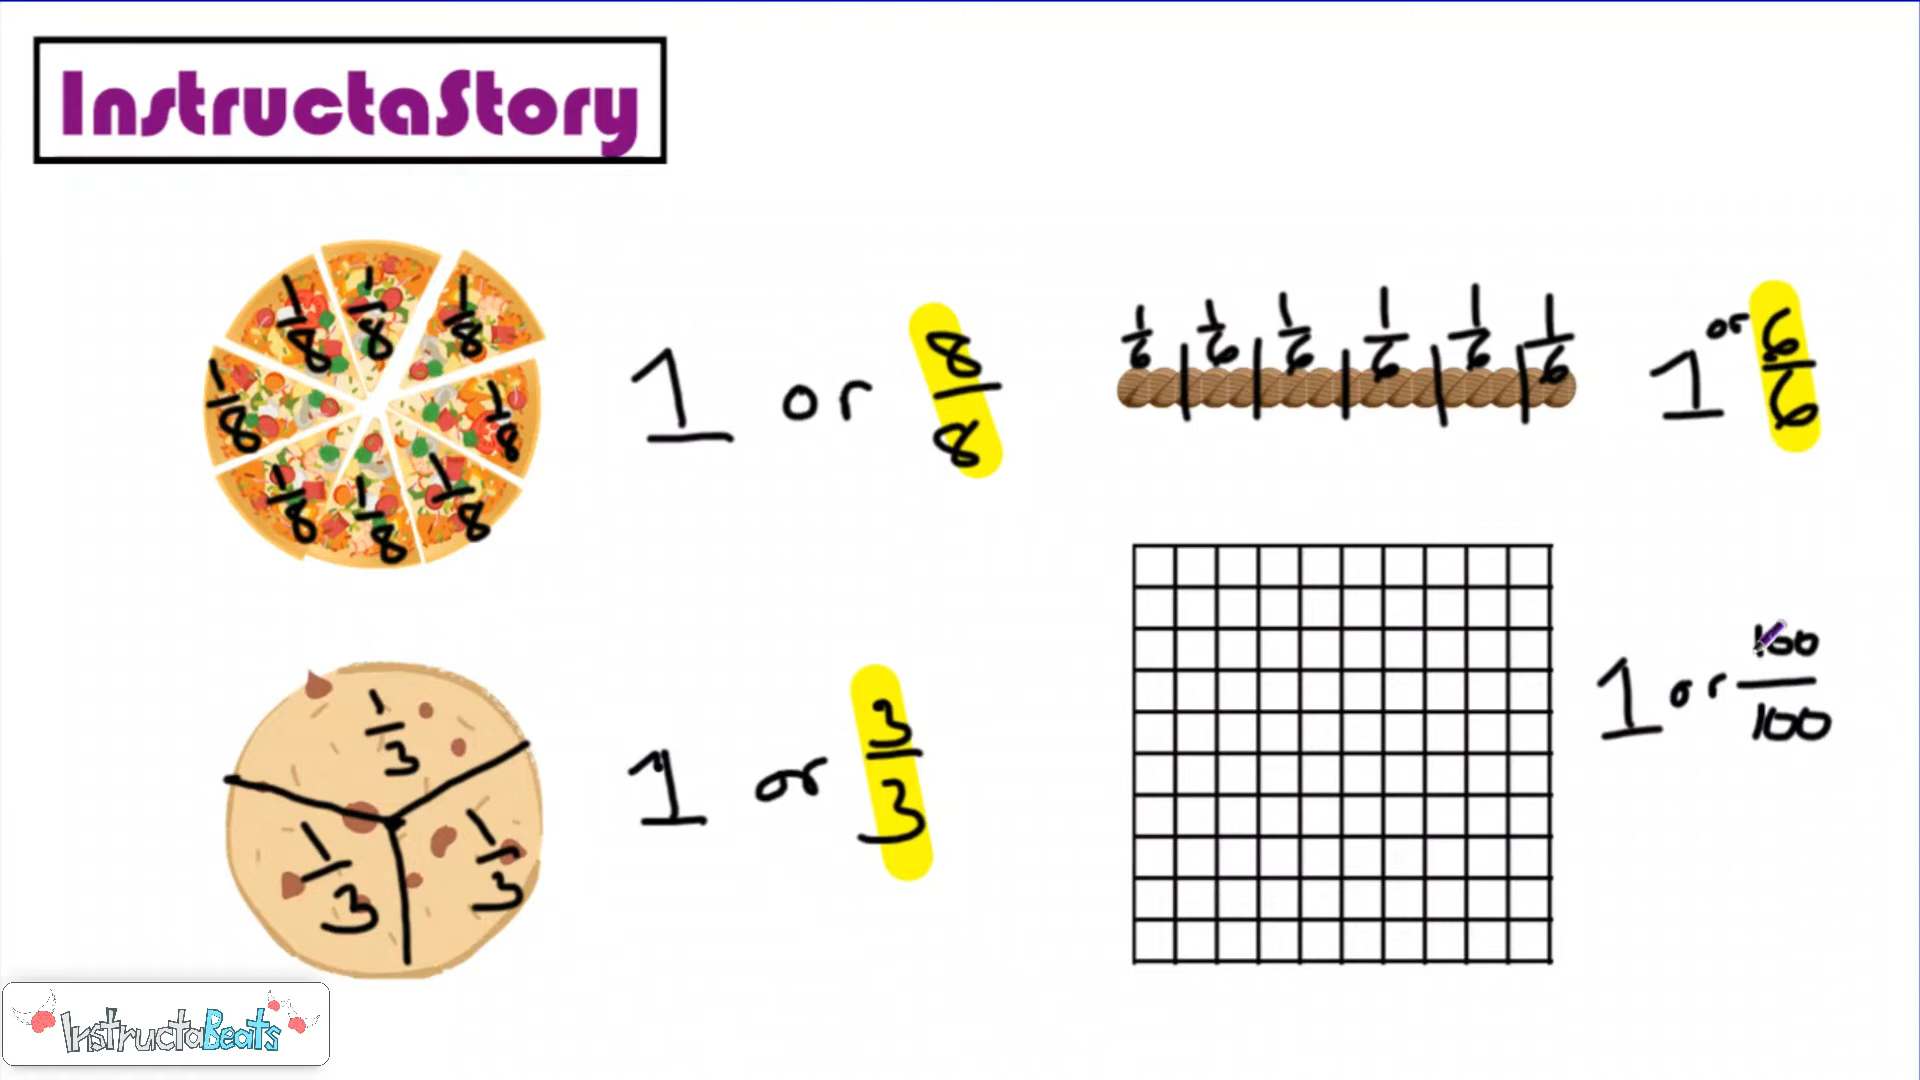 InstructaStory
1/8 1/8 1/8
1/8 1/8
1/8 1/8 1/8
1 or 8/8
1/6 1/6 1/6 1/6 1/6 1/6
1 or 6/6
1/3
1/3 1/3
1 or 3/3
1 or 100/100
InstructaBeats